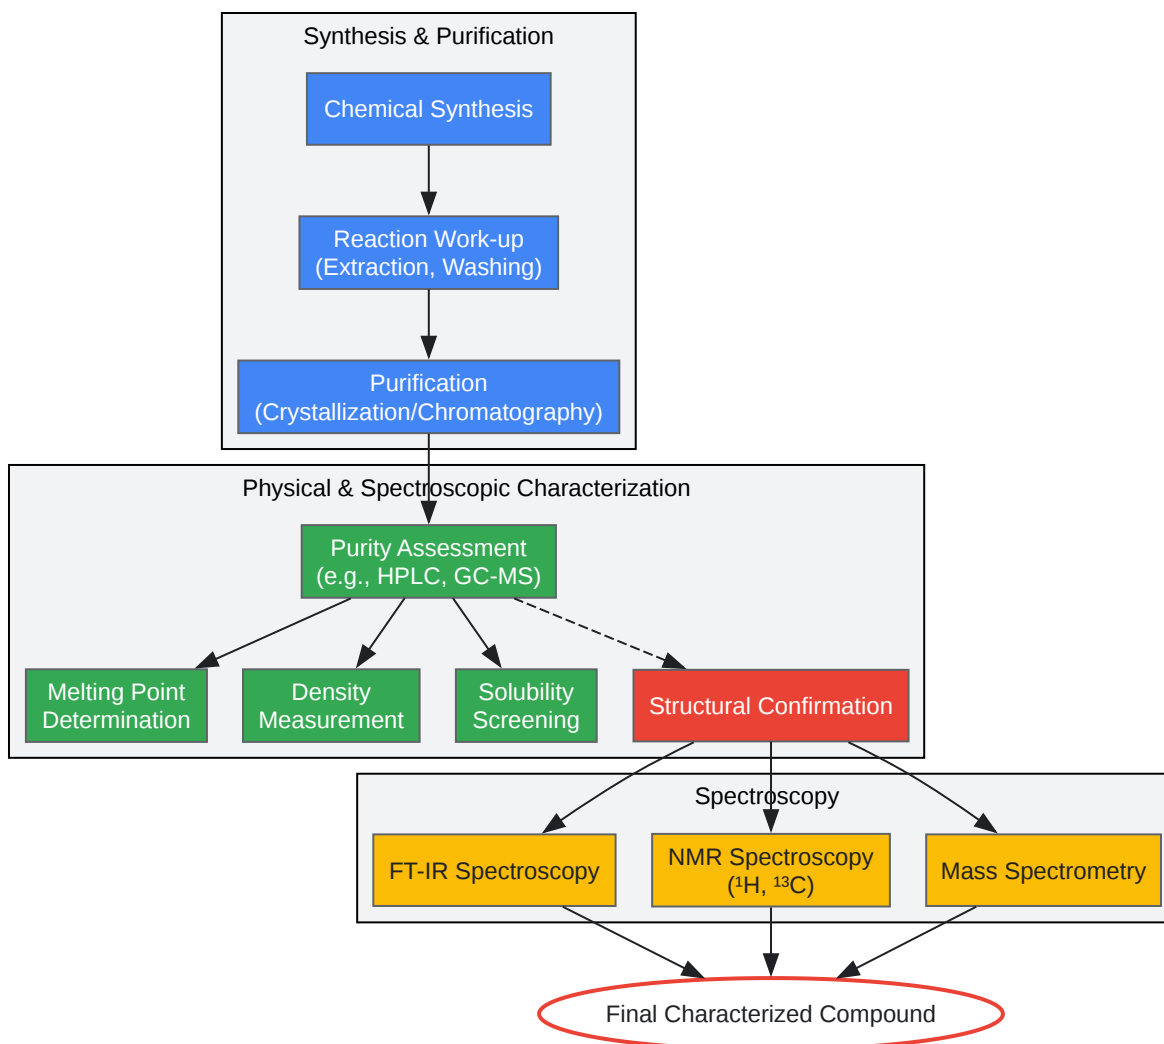 Synthesis & Purification
Chemical Synthesis
Reaction Work-up
(Extraction, Washing)
Purification
(Crystallization/Chromatography)
Physical & Spectroscopic Characterization
Purity Assessment
(e.g., HPLC, GC-MS)
Melting Point
Determination
Density
Measurement
Solubility
Screening
Structural Confirmation
Spectroscopy
FT-IR Spectroscopy
NMR Spectroscopy
(¹H, ¹³C)
Mass Spectrometry
Final Characterized Compound